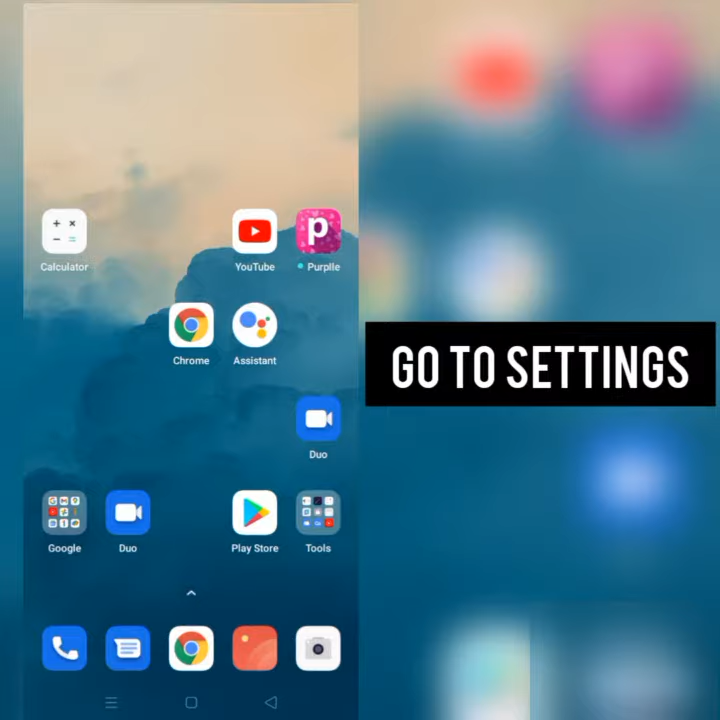 Calculator
YouTube
Purplle
Chrome
Assistant
GO TO SETTINGS
Duo
Google
Duo
Play Store
Tools